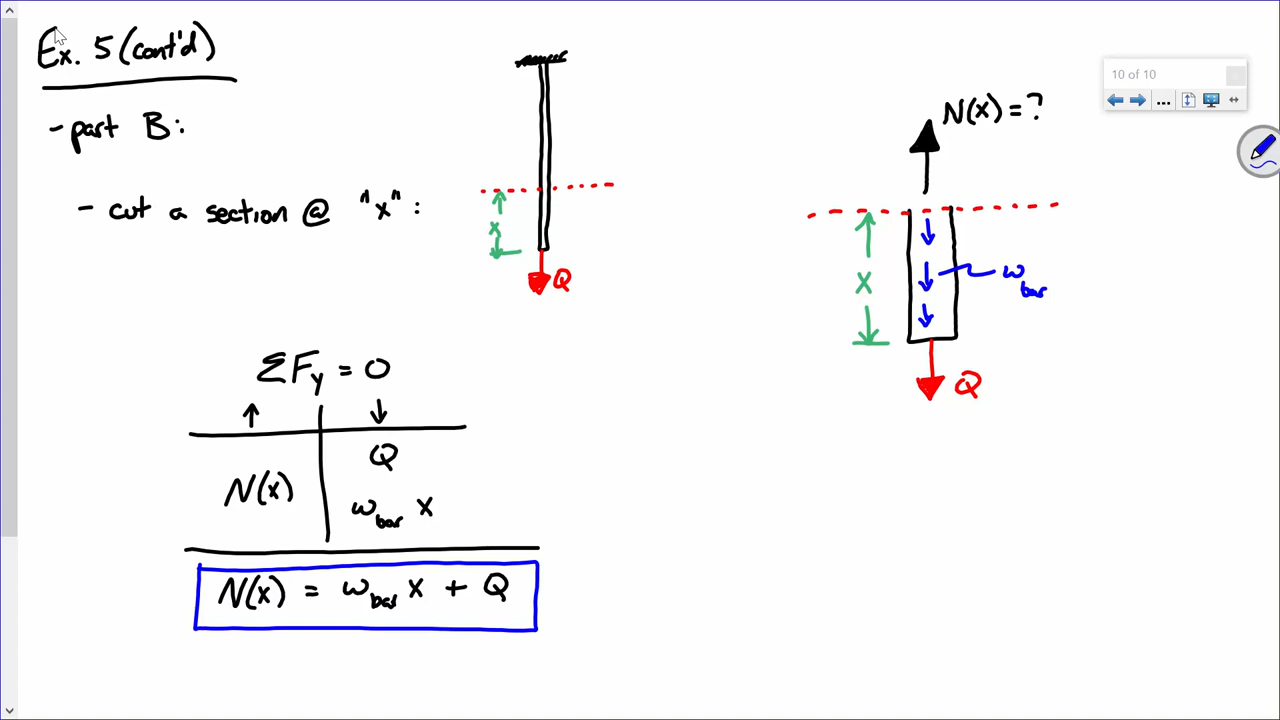 Ex. 5 (cont'd)
10 of 10
- part B:
- cut a section @ "x":
x
Q
N(x) = ?
x
w bar
Q
ΣFy = 0
↑ ↓
N(x) Q
w bar x
N(x) = w bar x + Q